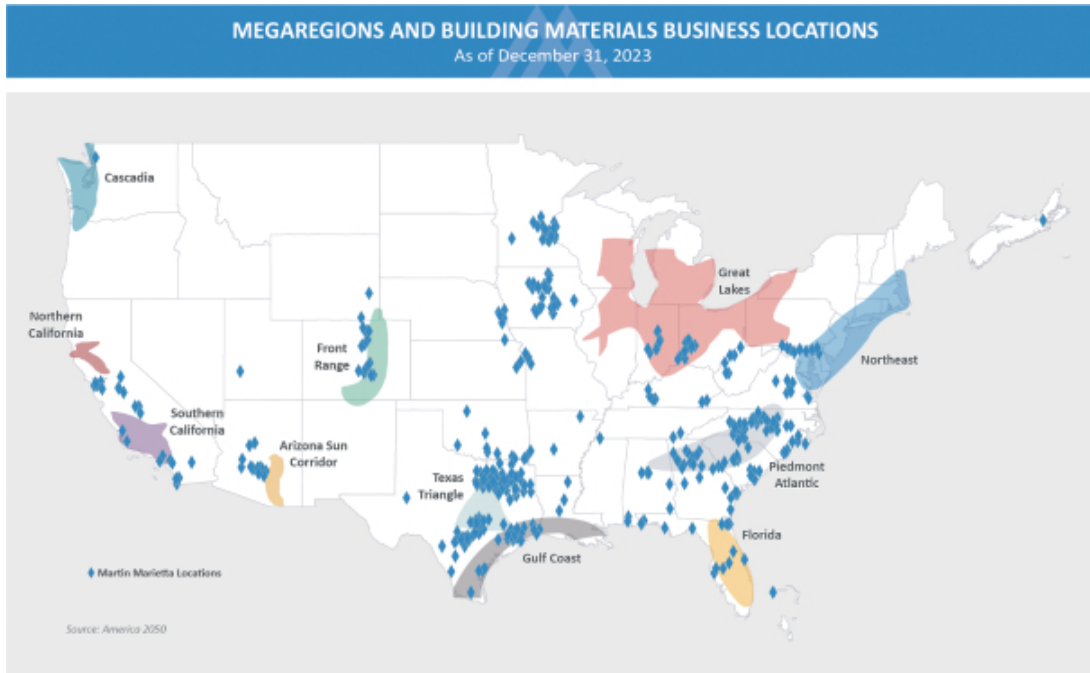 MEGAREGIONS AND BUILDING MATERIALS BUSINESS LOCATIONS
As of December 31, 2023
Cascadia
Great
Lakes
Northern
California
Front
Range
Northeast
Southern
California
Arizona Sun
Corridor
Texas
Triangle
Piedmont
Atlantic
Florida
Gulf Coast
Martin Marietta Locations
Source: America 2050